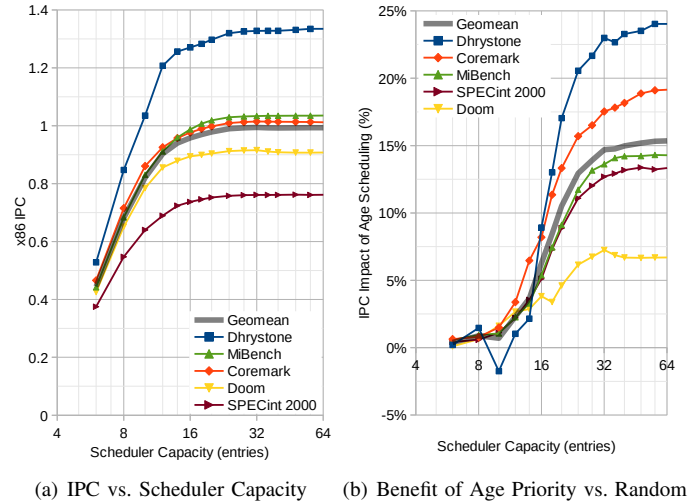 1.4
1.2
1
0.8
0.6
0.4
0.2
0
x86 IPC
Geomean
Dhrystone
MiBench
Coremark
Doom
SPECint 2000
4
8
16
32
64
Scheduler Capacity (entries)
(a) IPC vs. Scheduler Capacity
25%
20%
15%
10%
5%
0%
-5%
IPC Impact of Age Scheduling (%)
Geomean
Dhrystone
Coremark
MiBench
SPECint 2000
Doom
4
8
16
32
64
Scheduler Capacity (entries)
(b) Benefit of Age Priority vs. Random